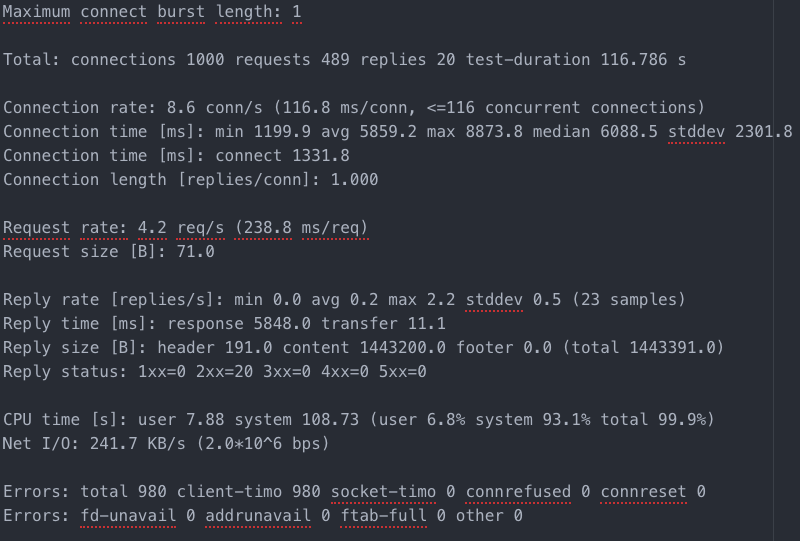 Maximum connect burst length: 1
Total: connections 1000 requests 489 replies 20 test-duration 116.786 s
Connection rate: 8.6 conn/s (116.8 ms/conn, <=116 concurrent connections)
Connection time [ms]: min 1199.9 avg 5859.2 max 8873.8 median 6088.5 stddev 2301.8
Connection time [ms]: connect 1331.8
Connection length [replies/conn]: 1.000
Request rate: 4.2 req/s (238.8 ms/req)
Request size [B]: 71.0
Reply rate [replies/s]: min 0.0 avg 0.2 max 2.2 stddev 0.5 (23 samples)
Reply time [ms]: response 5848.0 transfer 11.1
Reply size [B]: header 191.0 content 1443200.0 footer 0.0 (total 1443391.0)
Reply status: 1xx=0 2xx=20 3xx=0 4xx=0 5xx=0
CPU time [s]: user 7.88 system 108.73 (user 6.8% system 93.1% total 99.9%)
Net I/O: 241.7 KB/s (2.0*10^6 bps)
Errors: total 980 client-timo 980 socket-timo 0 connrefused 0 connreset 0
Errors: fd-unavail 0 addrunavail 0 ftab-full 0 other 0